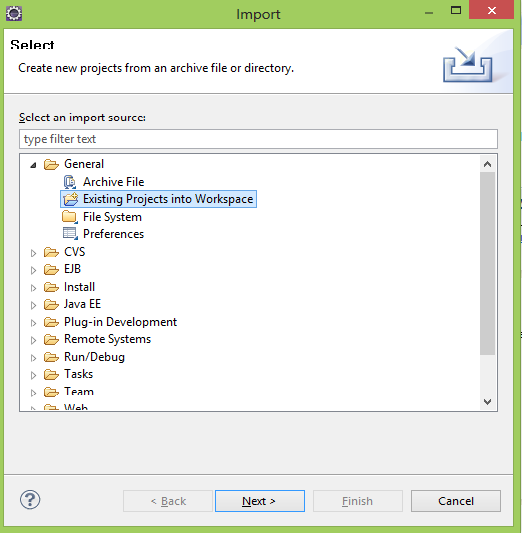 Import
Select
Create new projects from an archive file or directory.
Select an import source:
type filter text
General
Archive File
Existing Projects into Workspace
File System
Preferences
CVS
EJB
Install
Java EE
Plug-in Development
Remote Systems
Run/Debug
Tasks
Team
Web
< Back
Next >
Finish
Cancel